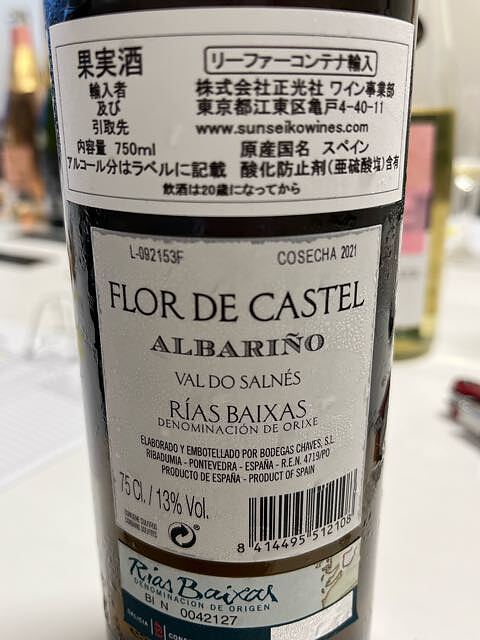 果実酒 リーファーコンテナ輸入
輸入者 株式会社正光社 ワイン事業部
及び 東京都江東区亀戸4-40-11
引取先 www.sunseikowines.com
内容量 750ml 原産国名 スペイン
アルコール分はラベルに記載 酸化防止剤(亜硫酸塩)含有
飲酒は20歳になってから
L-092153F COSECHA 2021
FLOR DE CASTEL
ALBARIÑO
VAL DO SALNÉS
RÍAS BAIXAS
DENOMINACIÓN DE ORIXE
ELABORADO Y EMBOTELLADO POR BODEGAS CHAVES, S.L.
RIBADUMIA - PONTEVEDRA - ESPAÑA - R.E.N. 4719/PO
PRODUCTO DE ESPAÑA - PRODUCT OF SPAIN
75 Cl. / 13% Vol.
8 414495 512108
Rías Baixas
DENOMINACIÓN DE ORIGEN
BI N 0042127
GALICIA